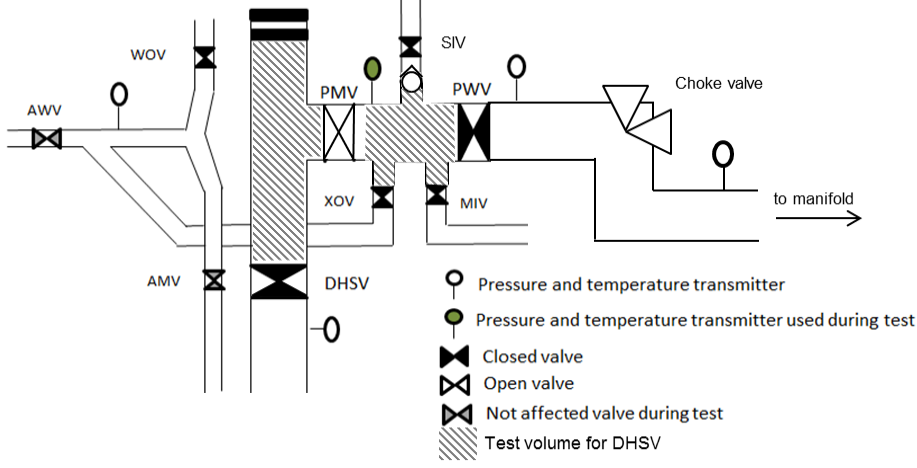 SIV
WOV
Choke valve
PMV
PWV
AWV
XOV
MIV
to manifold
AMV
DHSV
Pressure and temperature transmitter
Pressure and temperature transmitter used during test
Closed valve
Open valve
Not affected valve during test
Test volume for DHSV